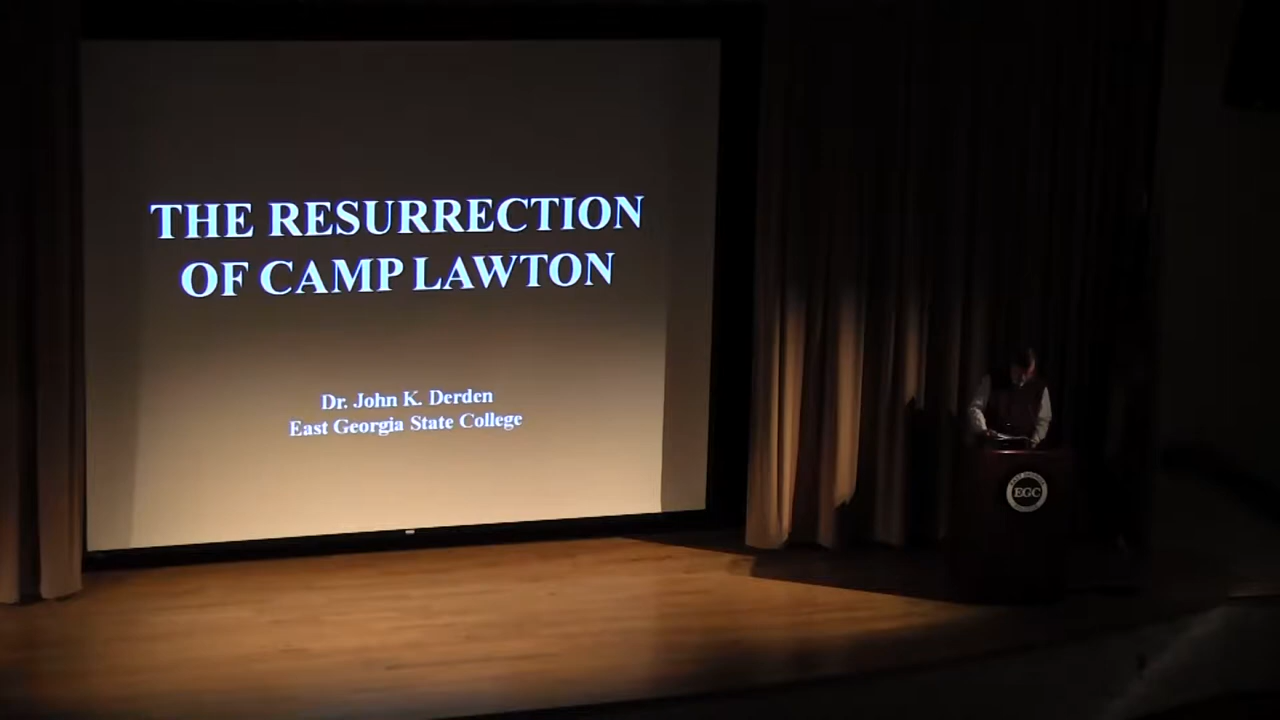 THE RESURRECTION
OF CAMP LAWTON
Dr. John K. Derden
East Georgia State College
EGC